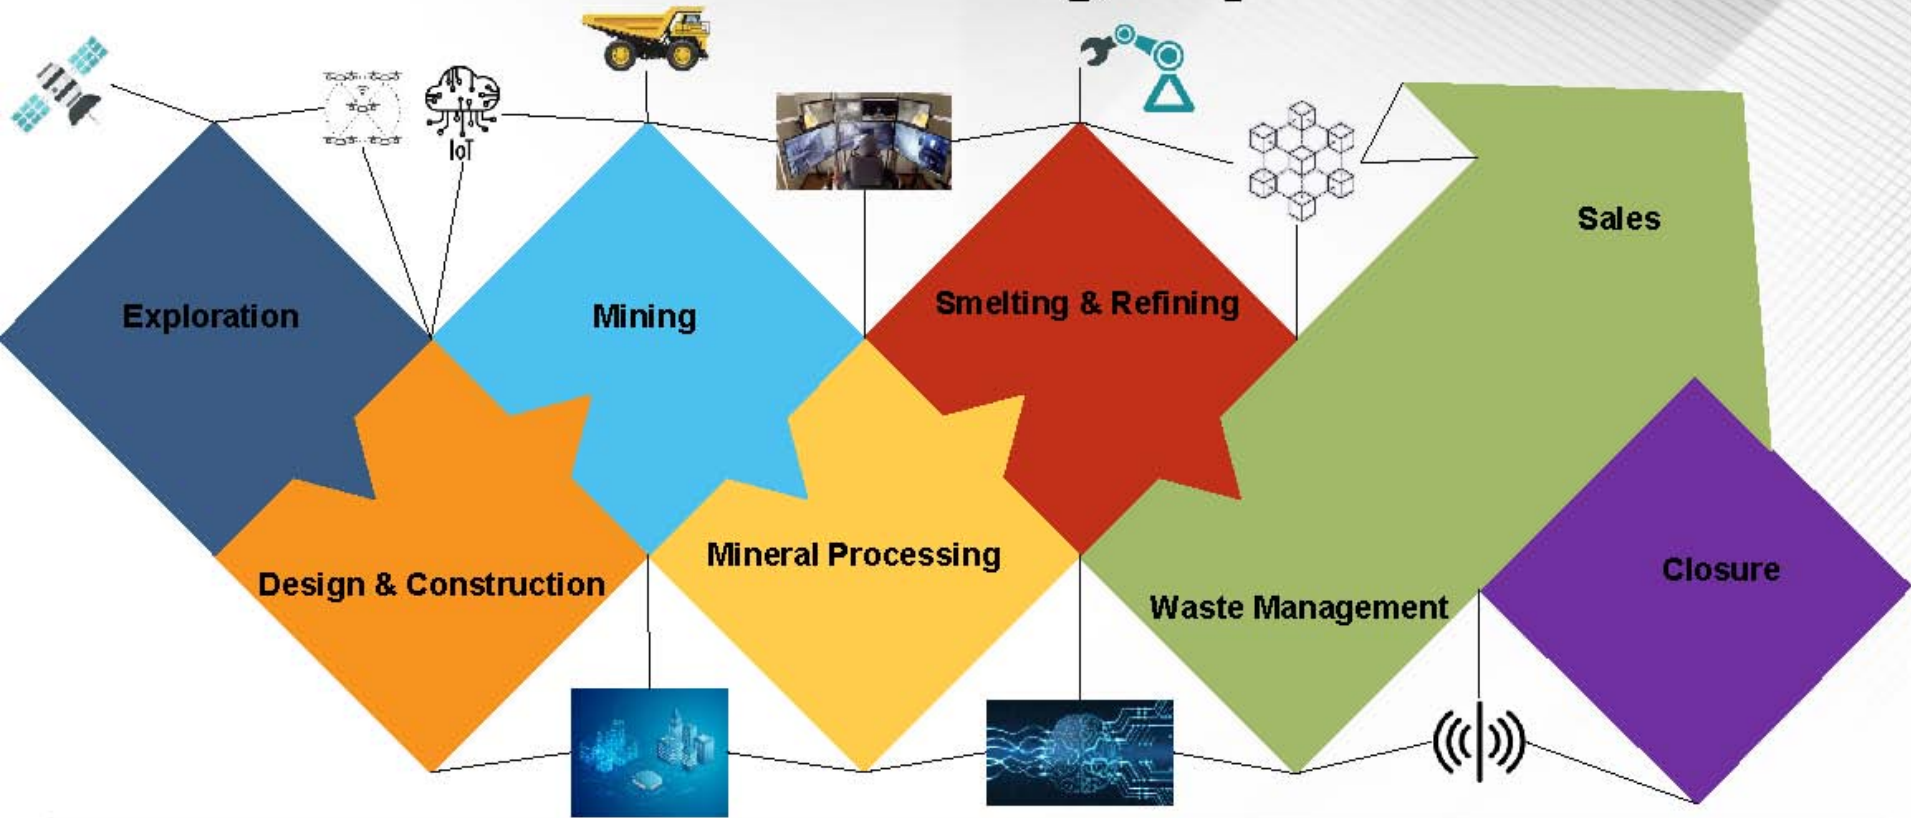 IoT
Sales
Exploration
Mining
Smelting & Refining
Design & Construction
Mineral Processing
Waste Management
Closure